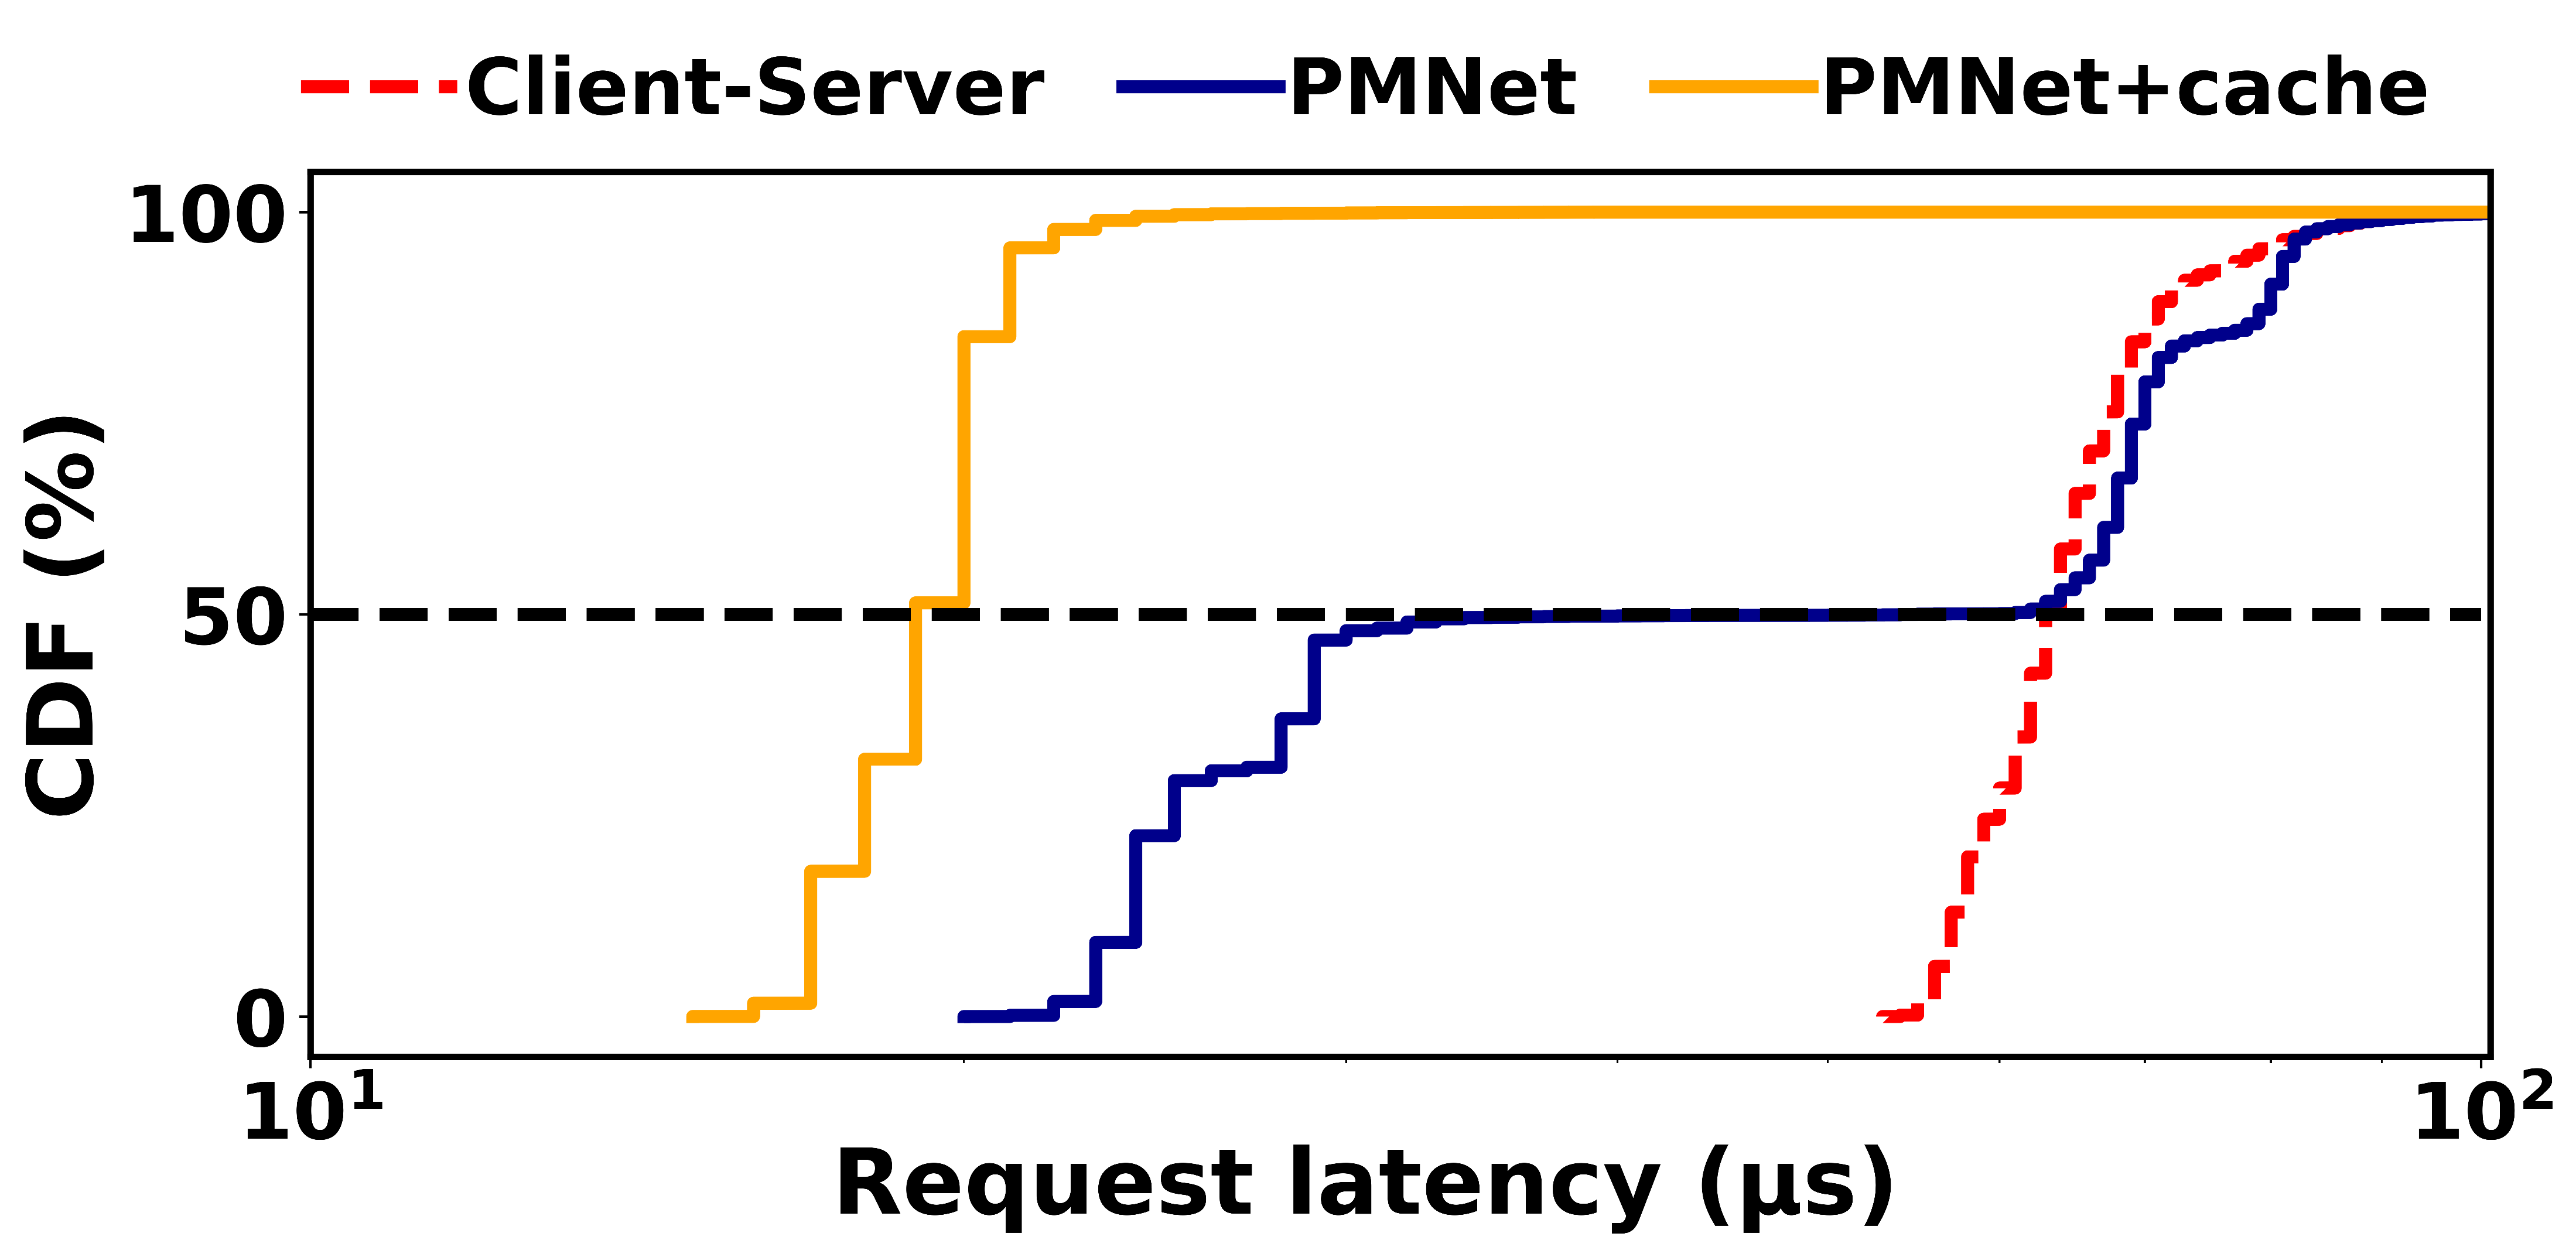 Client-Server PMNet PMNet+cache
100
50
0
CDF (%)
10¹ 10²
Request latency (μs)